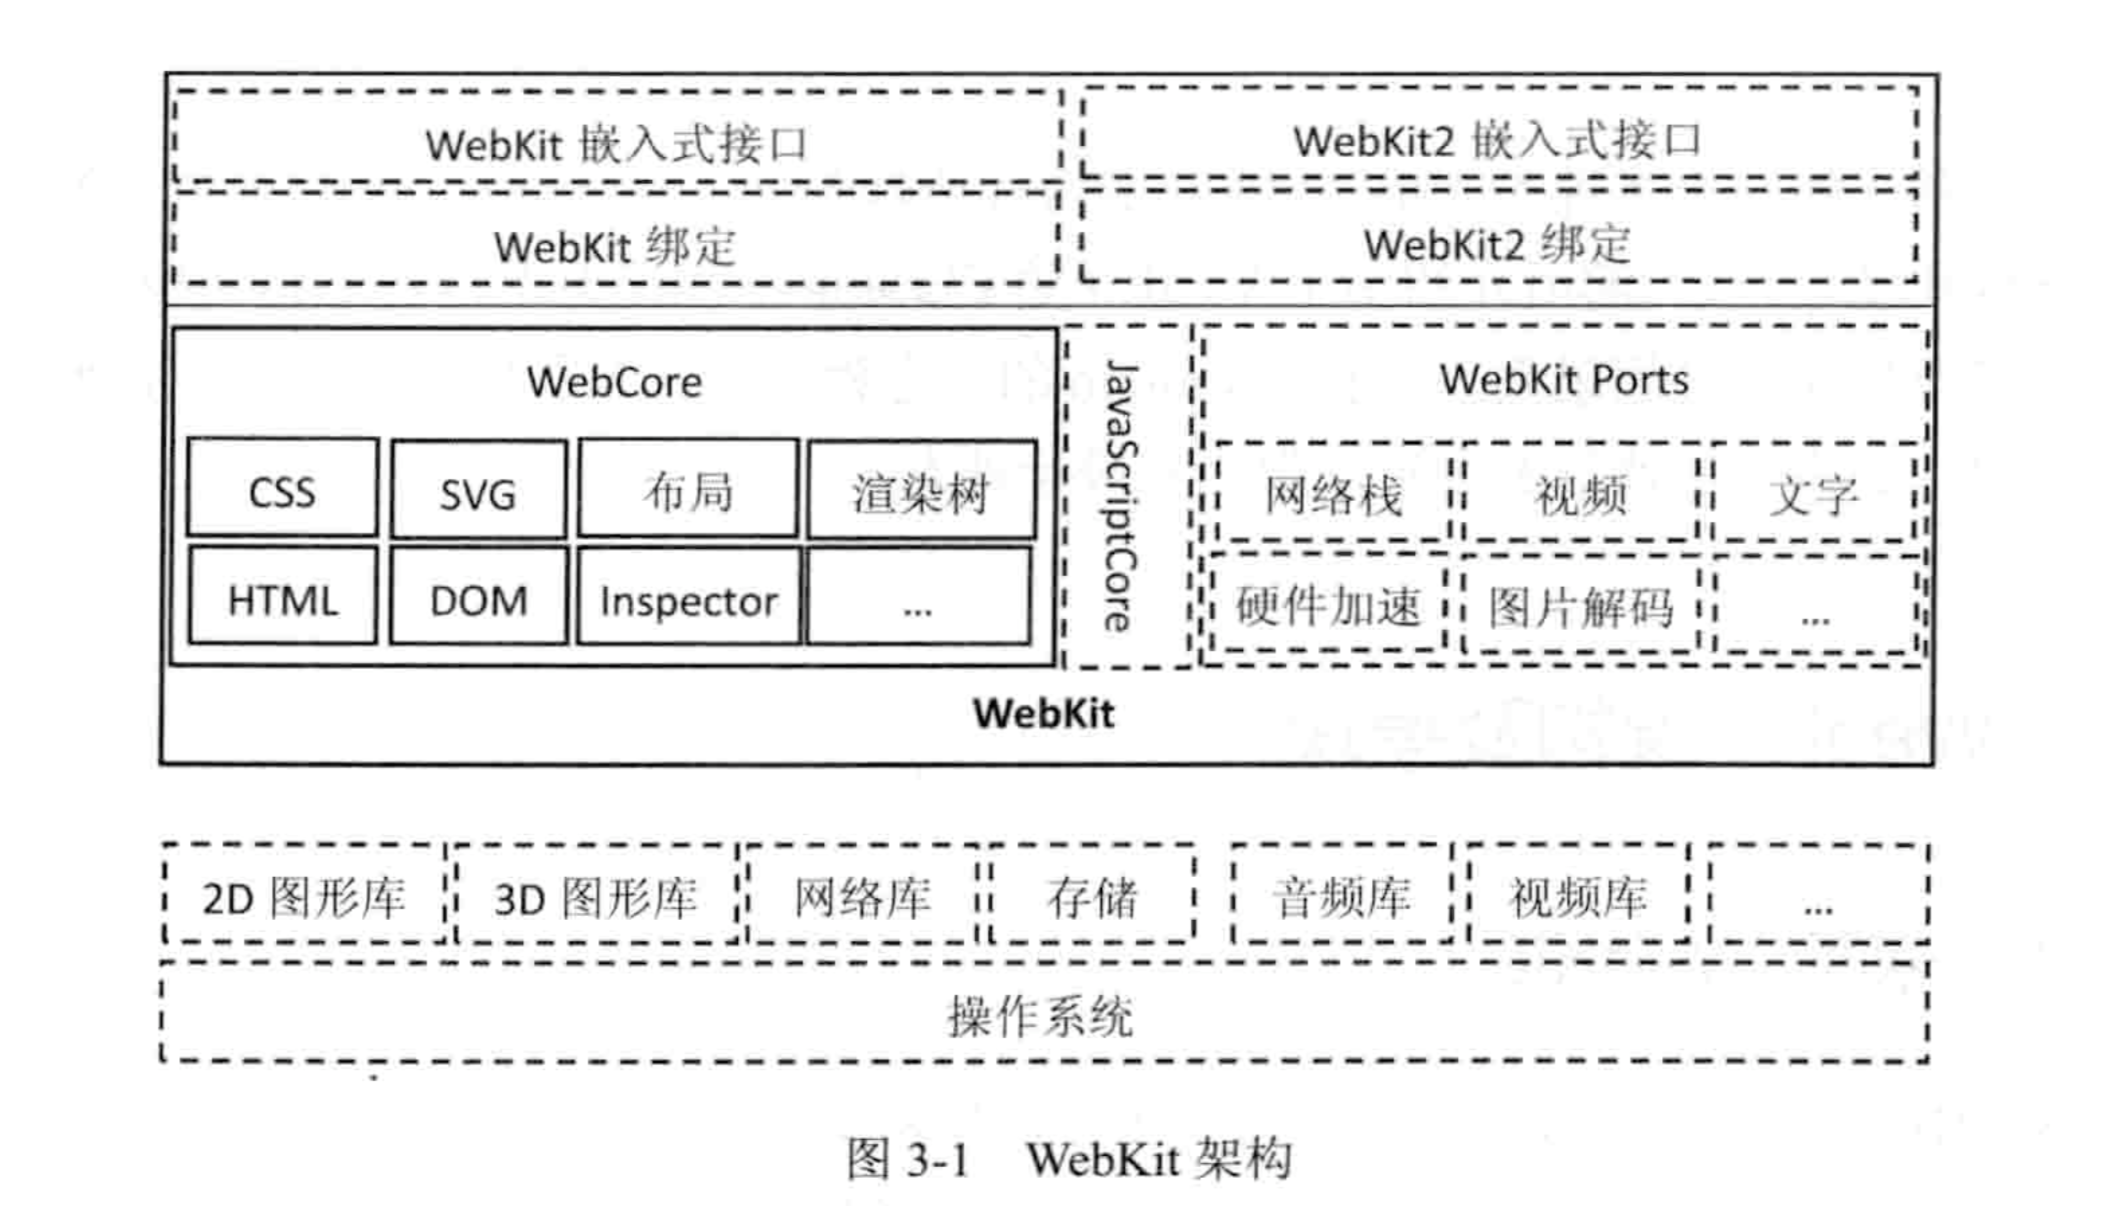 WebKit 嵌入式接口
WebKit2 嵌入式接口
WebKit 绑定
WebKit2 绑定
WebCore
CSS
SVG
布局
渲染树
HTML
DOM
Inspector
...
JavaScriptCore
WebKit Ports
网络栈
视频
文字
硬件加速
图片解码
...
WebKit
2D 图形库
3D 图形库
网络库
存储
音频库
视频库
...
操作系统
图 3-1 WebKit 架构